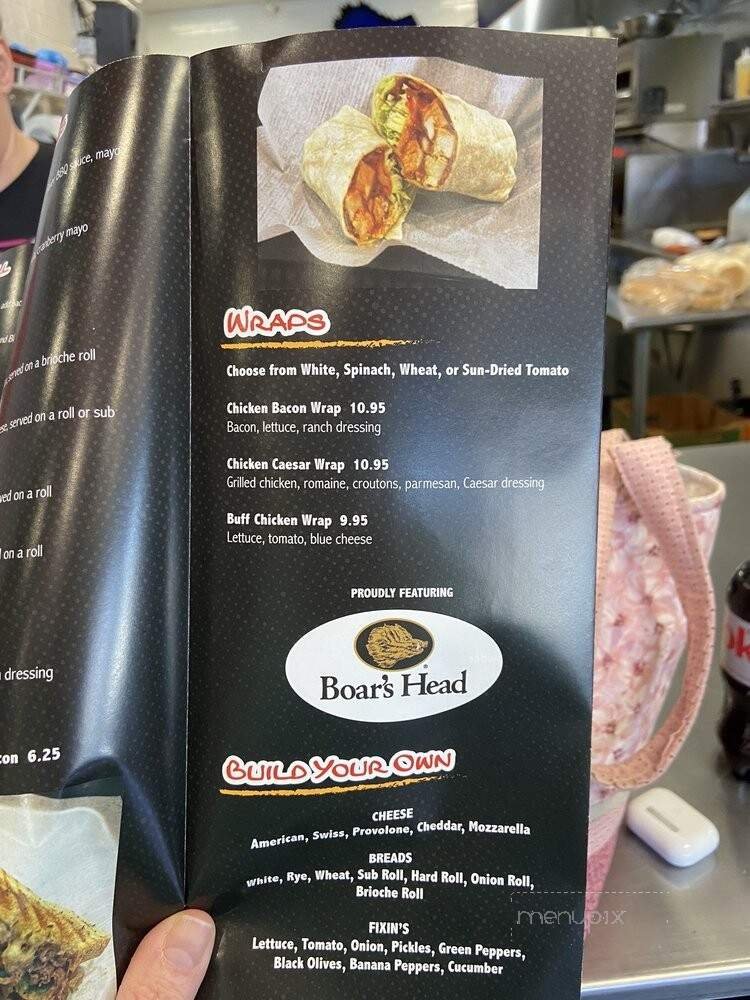 BBQ sauce, mayo
cranberry mayo
served on a brioche roll
served on a roll or sub
on a roll
on a roll
dressing
6.25
WRAPS
Choose from White, Spinach, Wheat, or Sun-Dried Tomato
Chicken Bacon Wrap 10.95
Bacon, lettuce, ranch dressing
Chicken Caesar Wrap 10.95
Grilled chicken, romaine, croutons, parmesan, Caesar dressing
Buff Chicken Wrap 9.95
Lettuce, tomato, blue cheese
PROUDLY FEATURING
Boar's Head
BUILD YOUR OWN
CHEESE
American, Swiss, Provolone, Cheddar, Mozzarella
BREADS
White, Rye, Wheat, Sub Roll, Hard Roll, Onion Roll,
Brioche Roll
FIXIN'S
Lettuce, Tomato, Onion, Pickles, Green Peppers,
Black Olives, Banana Peppers, Cucumber
menupix